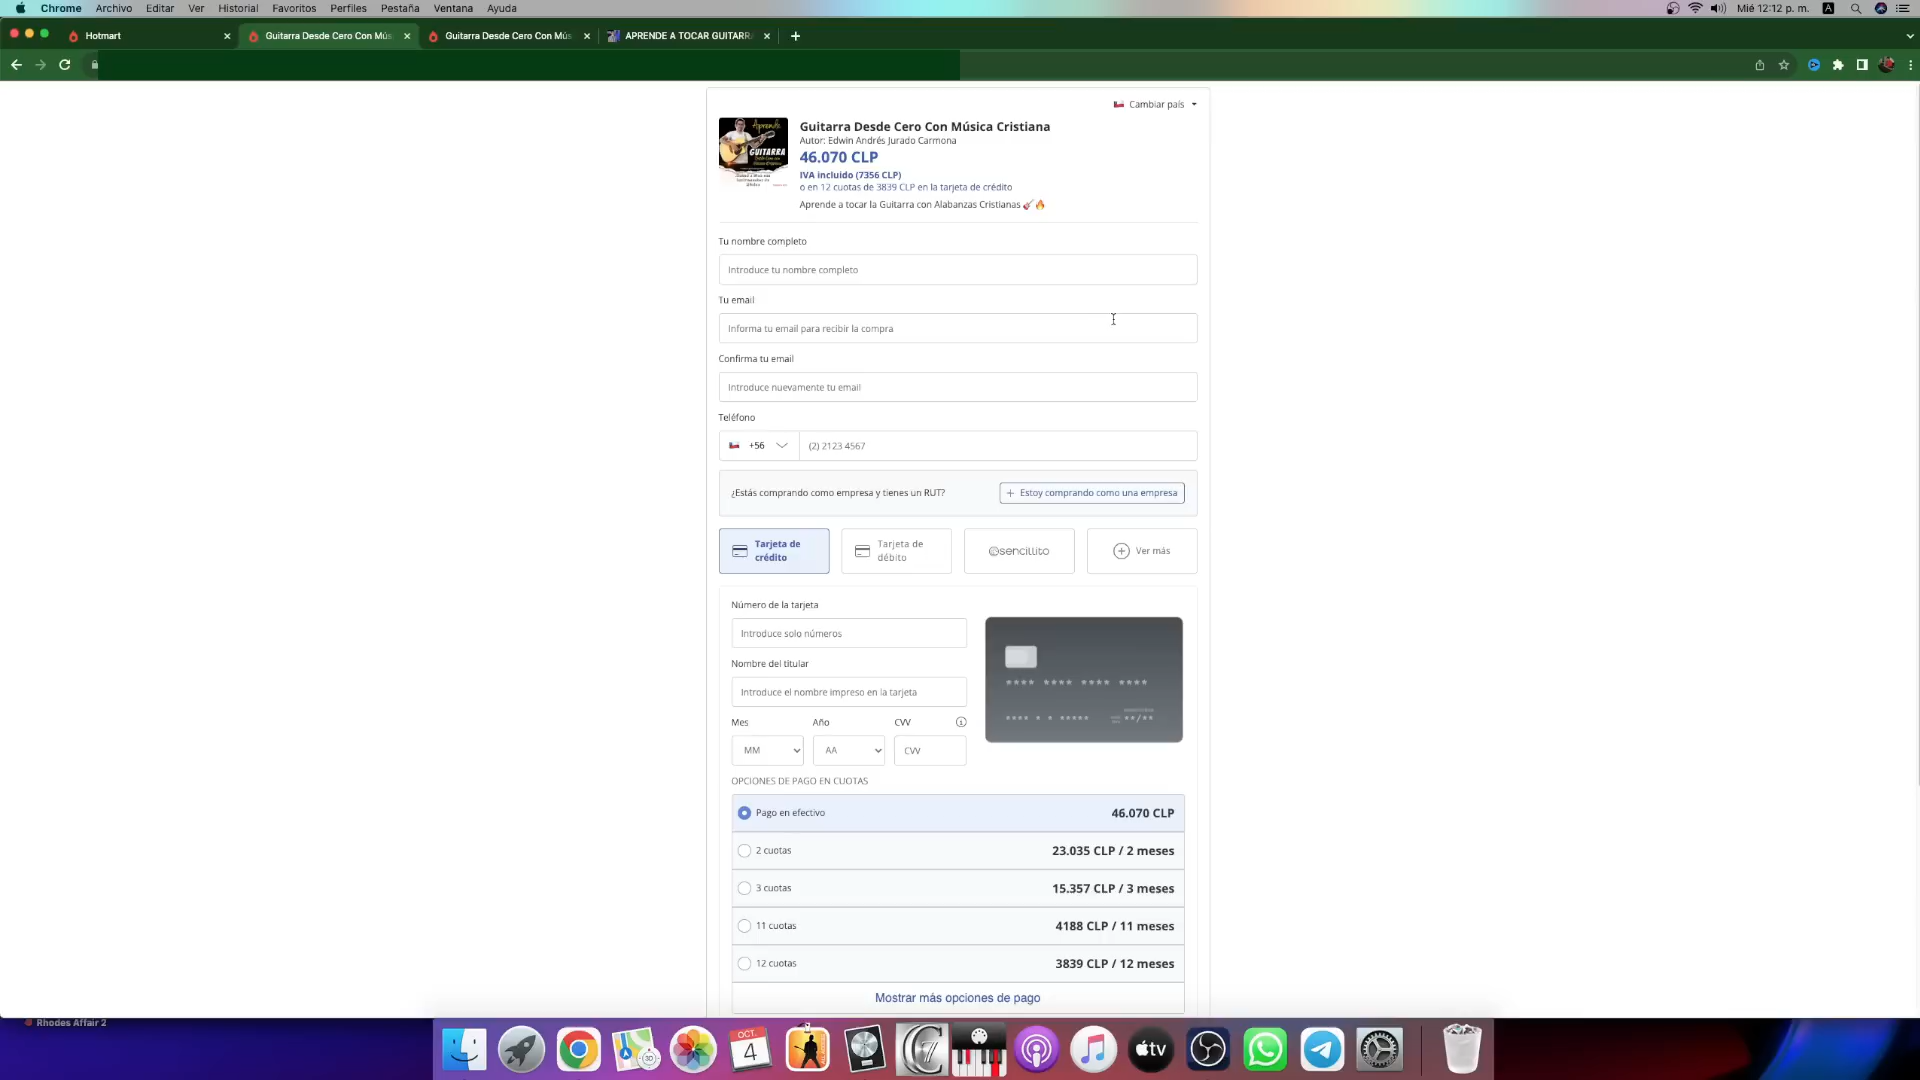 Chrome Archivo Editar Ver Historial Favoritos Perfiles Pestaña Ventana Ayuda
Mié 12:12 p. m. A
Hotmart
Guitarra Desde Cero Con Mús
Guitarra Desde Cero Con Mús
APRENDE A TOCAR GUITARR
Cambiar país
Guitarra Desde Cero Con Música Cristiana
Autor: Edwin Andrés Jurado Carmona
46.070 CLP
IVA incluido (7356 CLP)
o en 12 cuotas de 3839 CLP en la tarjeta de crédito
Aprende a tocar la Guitarra con Alabanzas Cristianas 🎸🔥
Aprende
GUITARRA
Tu nombre completo
Introduce tu nombre completo
Tu email
Informa tu email para recibir la compra
Confirma tu email
Introduce nuevamente tu email
Teléfono
+56 (2) 2123 4567
¿Estás comprando como empresa y tienes un RUT? + Estoy comprando como una empresa
Tarjeta de crédito
Tarjeta de débito
sencillito
Ver más
Número de la tarjeta
Introduce solo números
Nombre del titular
Introduce el nombre impreso en la tarjeta
Mes Año CVV
MM AA CVV
**** **** **** ****
**** * * ***** **/**
OPCIONES DE PAGO EN CUOTAS
Pago en efectivo 46.070 CLP
2 cuotas 23.035 CLP / 2 meses
3 cuotas 15.357 CLP / 3 meses
11 cuotas 4188 CLP / 11 meses
12 cuotas 3839 CLP / 12 meses
Mostrar más opciones de pago
Rhodes Affair 2
3D
OCT.
4
C7
tv